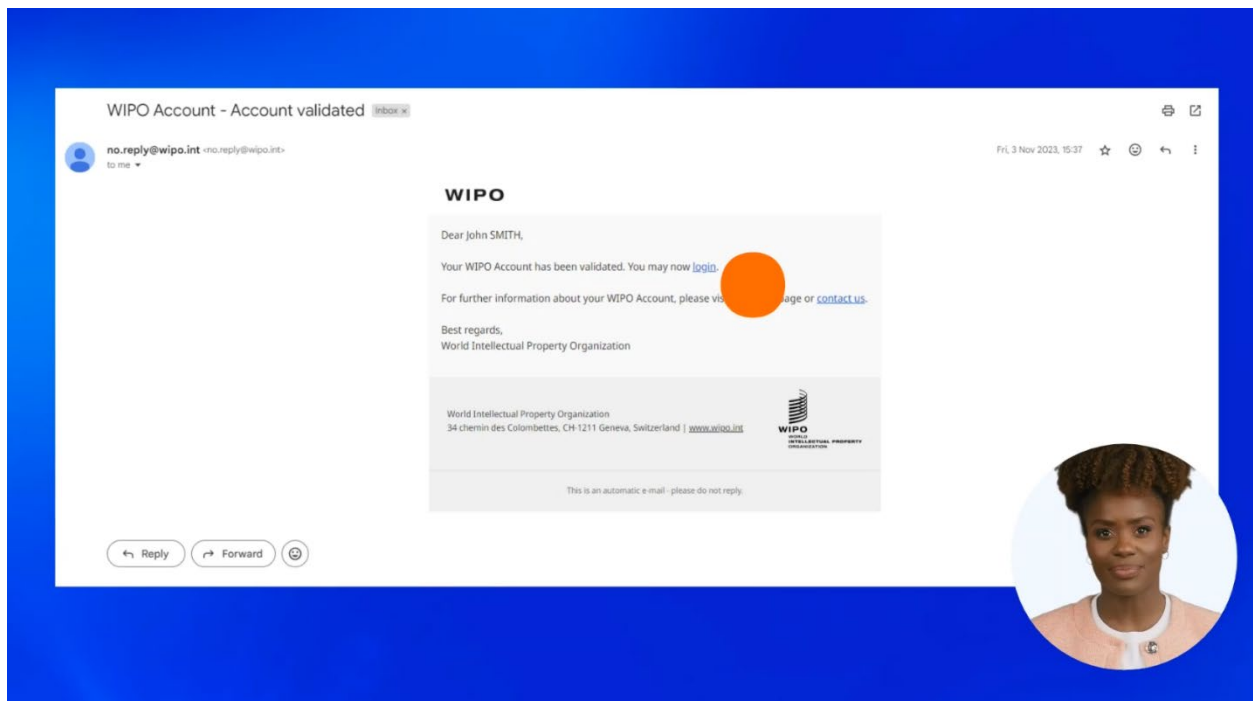 WIPO Account - Account validated Inbox ×
no.reply@wipo.int <no.reply@wipo.int>
to me
Fri, 3 Nov 2023, 15:37
WIPO
Dear John SMITH,
Your WIPO Account has been validated. You may now login.
For further information about your WIPO Account, please or contact us.
Best regards,
World Intellectual Property Organization
World Intellectual Property Organization
34 chemin des Colombettes, CH-1211 Geneva, Switzerland | www.wipo.int
WIPO
WORLD
INTELLECTUAL PROPERTY
ORGANIZATION
This is an automatic e-mail - please do not reply.
Reply
Forward